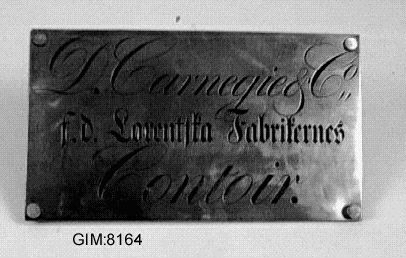 D. Carnegie & Co.,
f. d. Lorentska Fabrikernes
Contoir.
GIM:8164